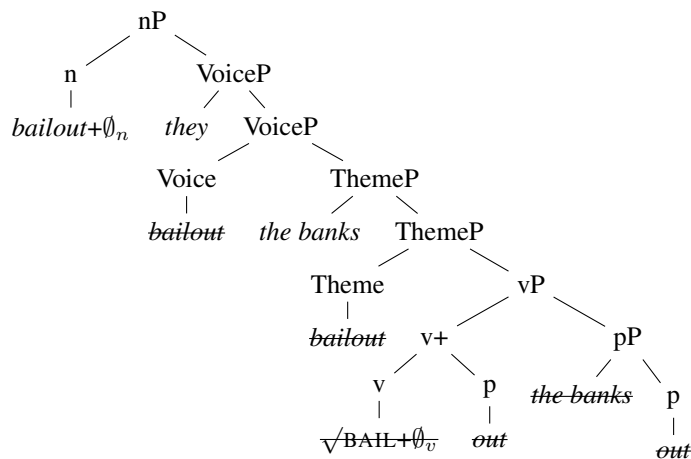 nP
n VoiceP
bailout+∅ₙ they VoiceP
Voice ThemeP
bailout the banks ThemeP
Theme vP
bailout v+ pP
v p the banks p
√BAIL+∅ᵥ out out